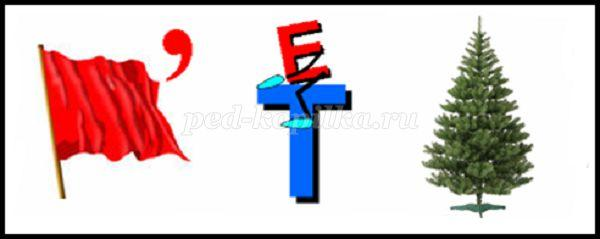 ,
Е
Т
ped-kopilka.ru